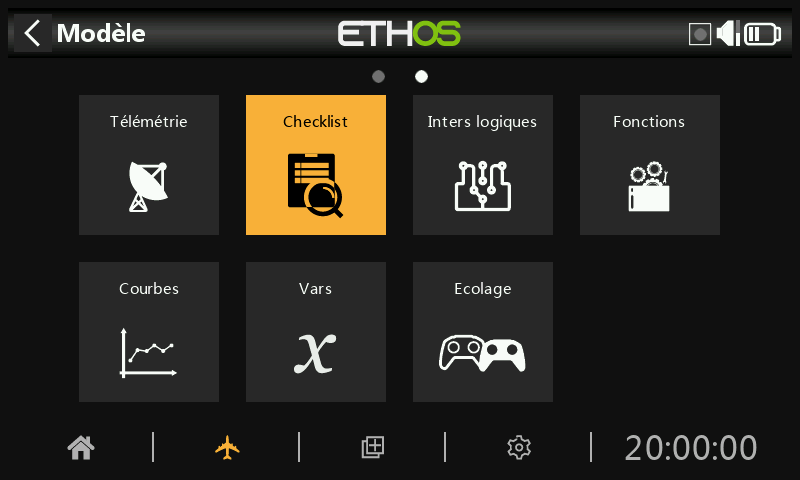 Modèle
ETHOS
Télémétrie
Checklist
Inters logiques
Fonctions
Courbes
Vars
Ecolage
20:00:00